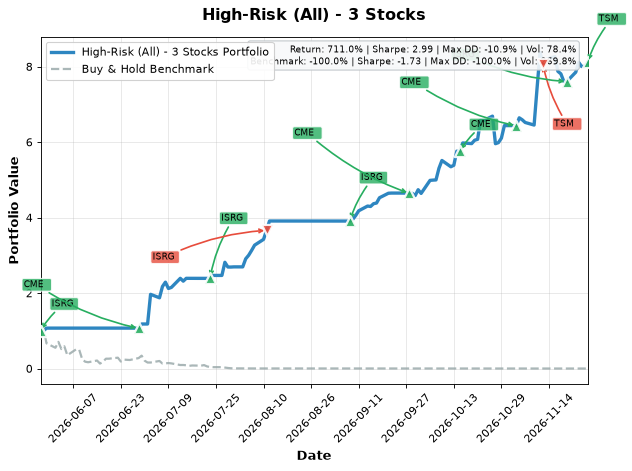 High-Risk (All) - 3 Stocks
TSM
High-Risk (All) - 3 Stocks Portfolio
Buy & Hold Benchmark
Return: 711.0% | Sharpe: 2.99 | Max DD: -10.9% | Vol: 78.4%
Benchmark: -100.0% | Sharpe: -1.73 | Max DD: -100.0% | Vol:
8
CME
TSM
CME
CME
6
ISRG
ISRG
4
ISRG
CME
2
ISRG
0
Portfolio Value
2026-06-07
2026-06-23
2026-07-09
2026-07-25
2026-08-10
2026-08-26
2026-09-11
2026-09-27
2026-10-13
2026-10-29
2026-11-14
Date